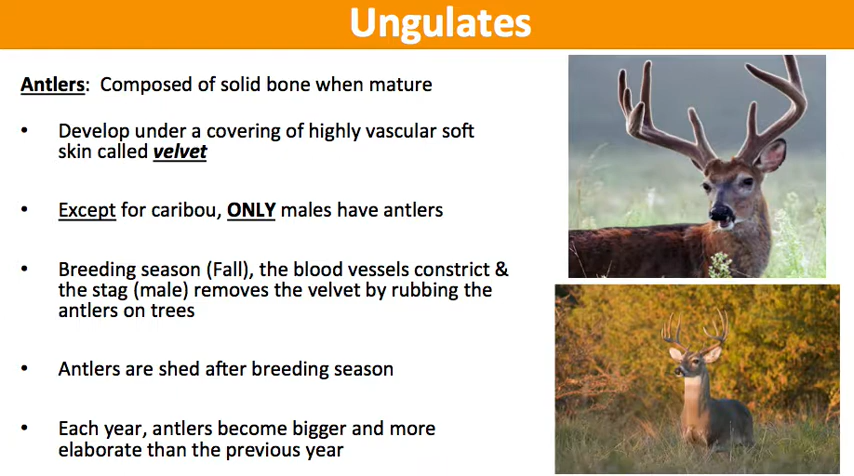 Ungulates
Antlers: Composed of solid bone when mature
• Develop under a covering of highly vascular soft
skin called velvet
• Except for caribou, ONLY males have antlers
• Breeding season (Fall), the blood vessels constrict &
the stag (male) removes the velvet by rubbing the
antlers on trees
• Antlers are shed after breeding season
• Each year, antlers become bigger and more
elaborate than the previous year